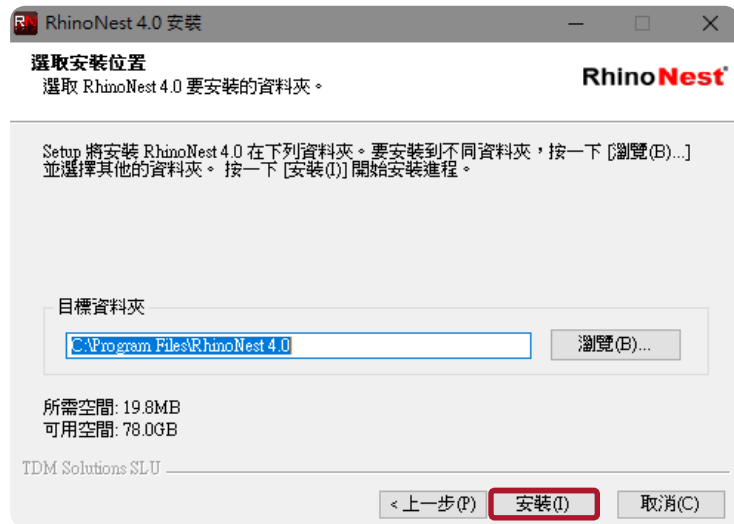 RN RhinoNest 4.0 安裝
選取安裝位置
選取 RhinoNest 4.0 要安裝的資料夾。
RhinoNest
Setup 將安裝 RhinoNest 4.0 在下列資料夾。要安裝到不同資料夾，按一下 [瀏覽(B)...]
並選擇其他的資料夾。 按一下 [安裝(I)] 開始安裝進程。
目標資料夾
C:\Program Files\RhinoNest 4.0
瀏覽(B)...
所需空間: 19.8MB
可用空間: 78.0GB
TDM Solutions SLU
< 上一步(P)
安裝(I)
取消(C)